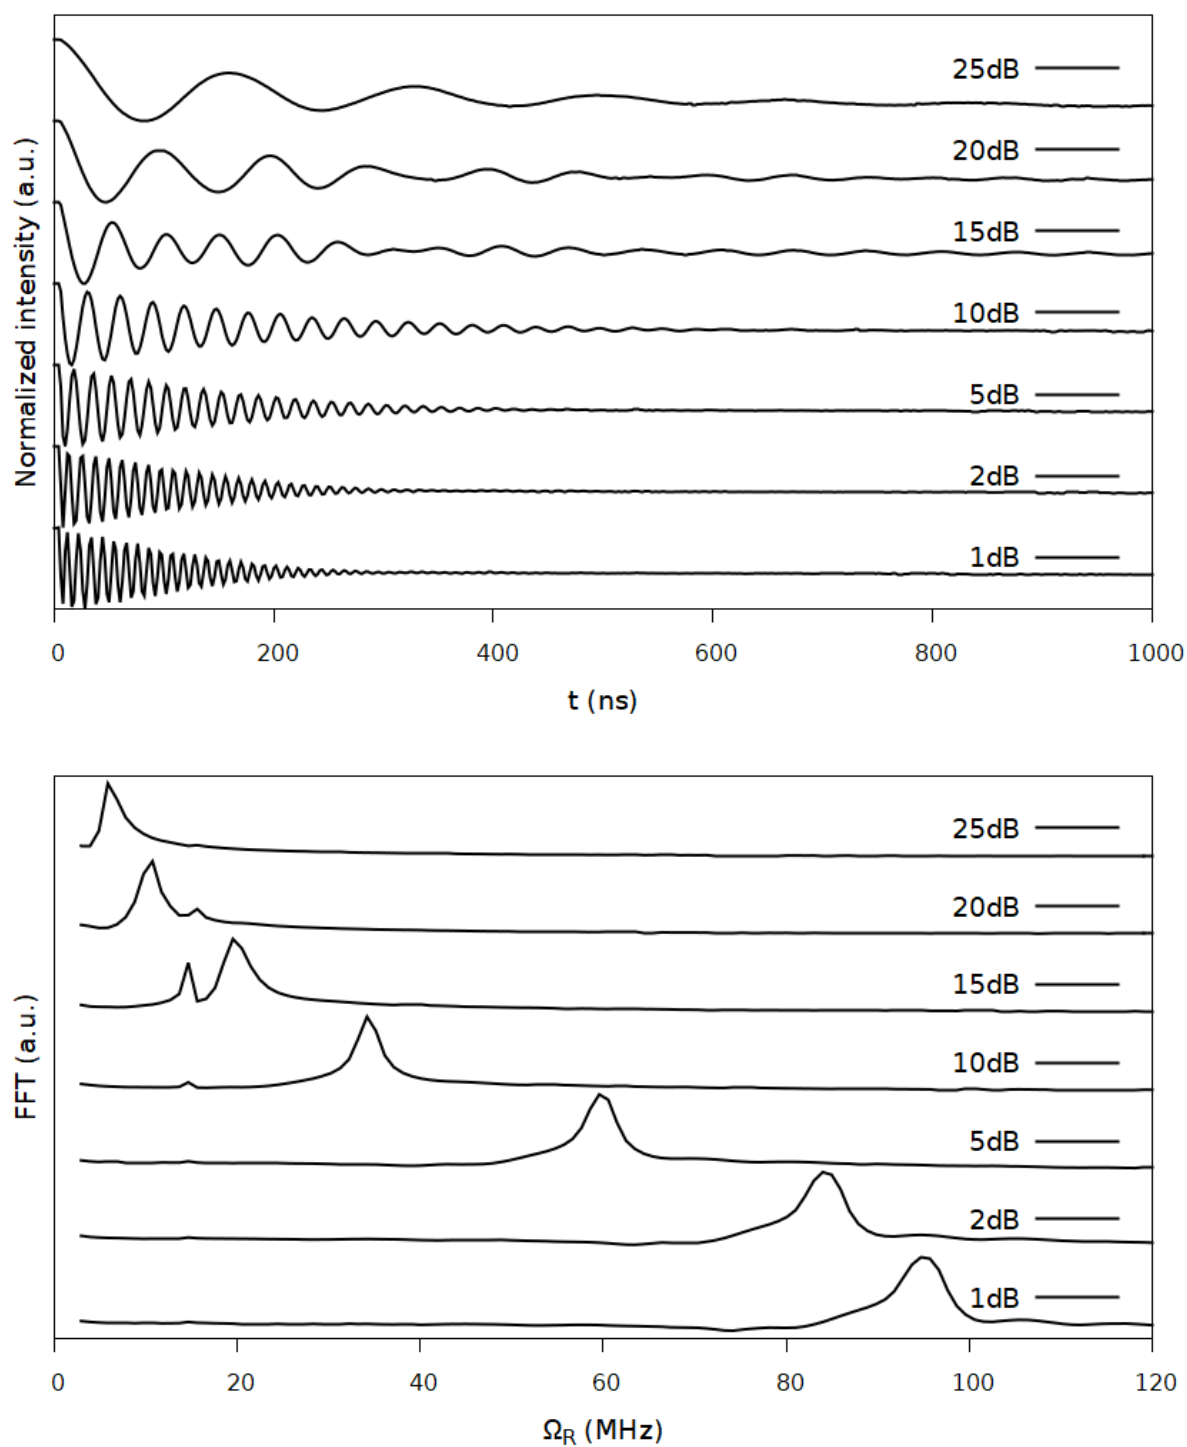 Normalized intensity (a.u.)
25dB
20dB
15dB
10dB
5dB
2dB
1dB
0 200 400 600 800 1000
t (ns)
FFT (a.u.)
25dB
20dB
15dB
10dB
5dB
2dB
1dB
0 20 40 60 80 100 120
Ω_R (MHz)